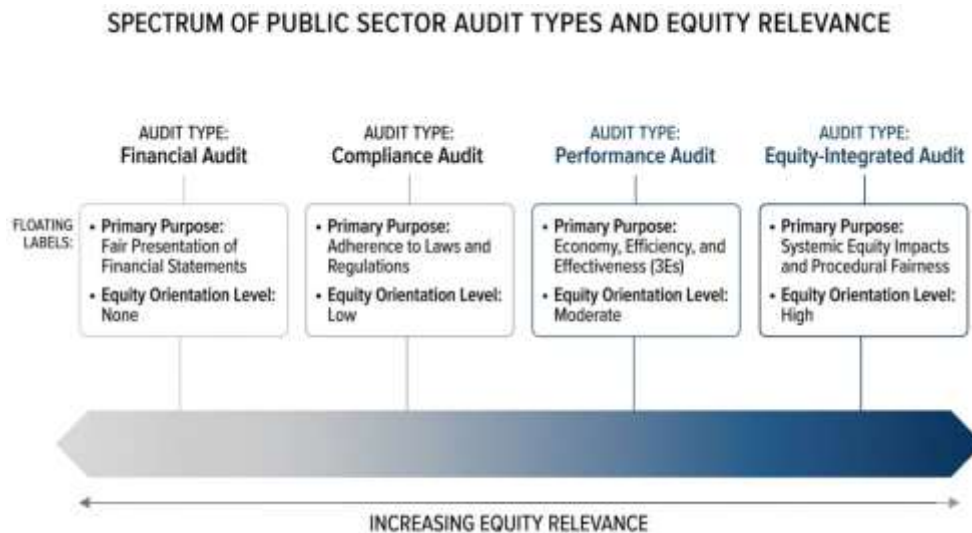 SPECTRUM OF PUBLIC SECTOR AUDIT TYPES AND EQUITY RELEVANCE
AUDIT TYPE:
Financial Audit
AUDIT TYPE:
Compliance Audit
AUDIT TYPE:
Performance Audit
AUDIT TYPE:
Equity-Integrated Audit
FLOATING
LABELS:
• Primary Purpose:
Fair Presentation of
Financial Statements
• Equity Orientation Level:
None
• Primary Purpose:
Adherence to Laws and
Regulations
• Equity Orientation Level:
Low
• Primary Purpose:
Economy, Efficiency, and
Effectiveness (3Es)
• Equity Orientation Level:
Moderate
• Primary Purpose:
Systemic Equity Impacts
and Procedural Fairness
• Equity Orientation Level:
High
INCREASING EQUITY RELEVANCE